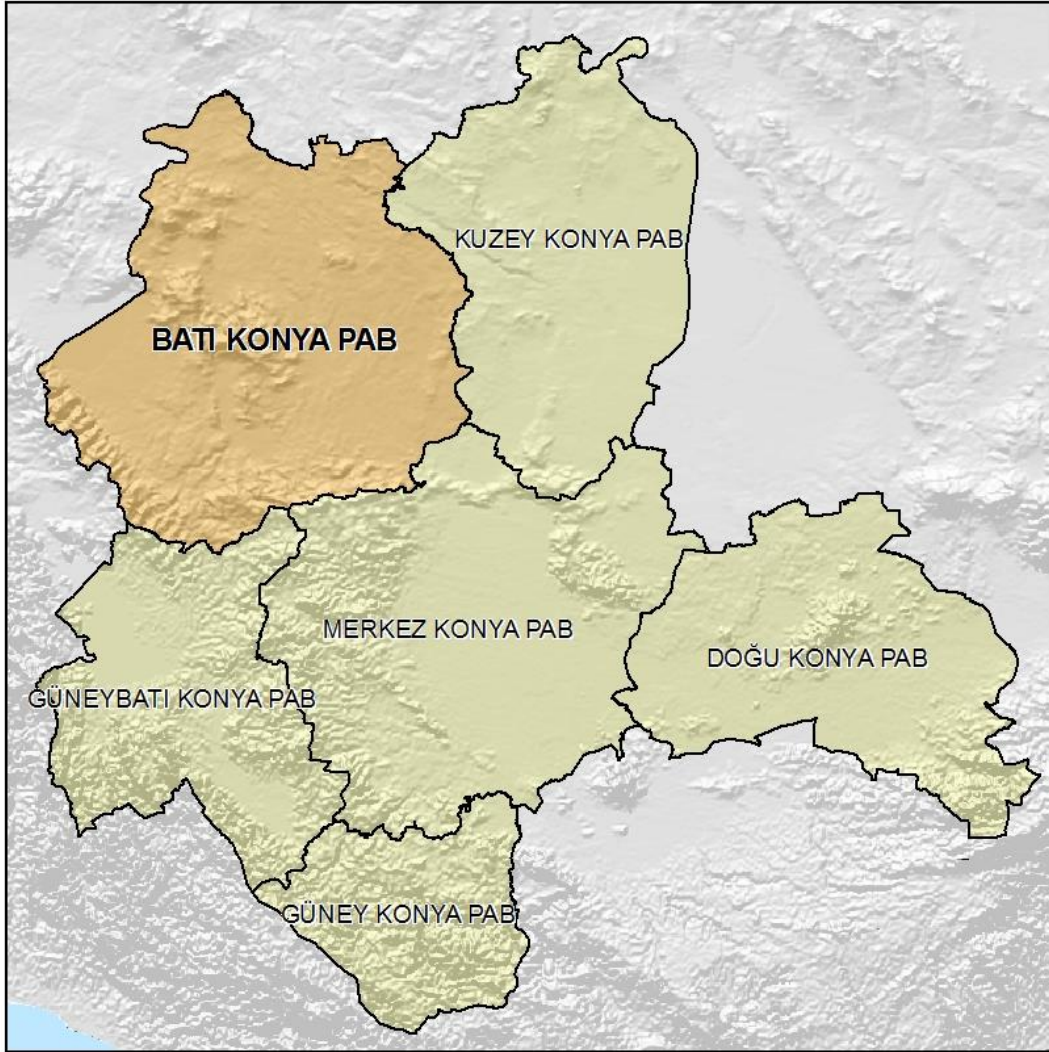 KUZEY KONYA PAB
BATI KONYA PAB
MERKEZ KONYA PAB
DOĞU KONYA PAB
GÜNEYBATI KONYA PAB
GÜNEY KONYA PAB